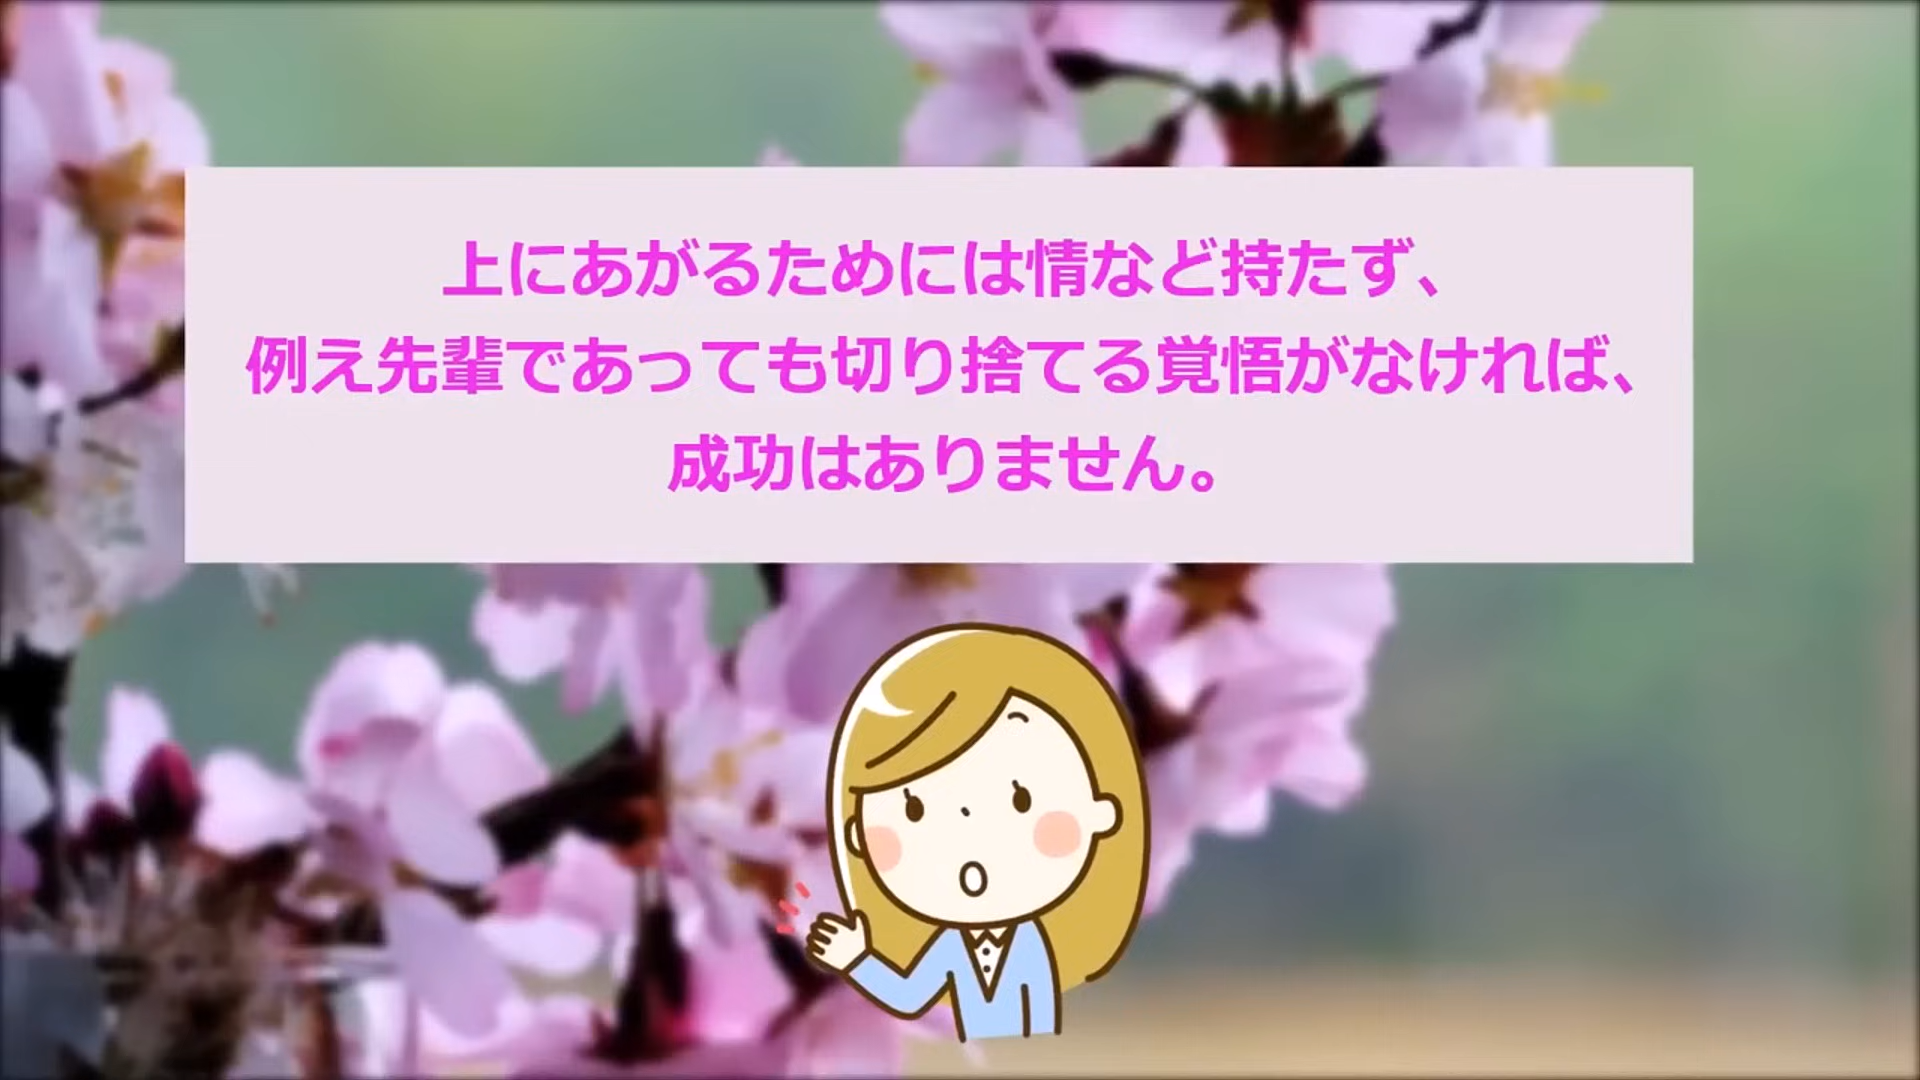 上にあがるためには情など持たず、
例え先輩であっても切り捨てる覚悟がなければ、
成功はありません。